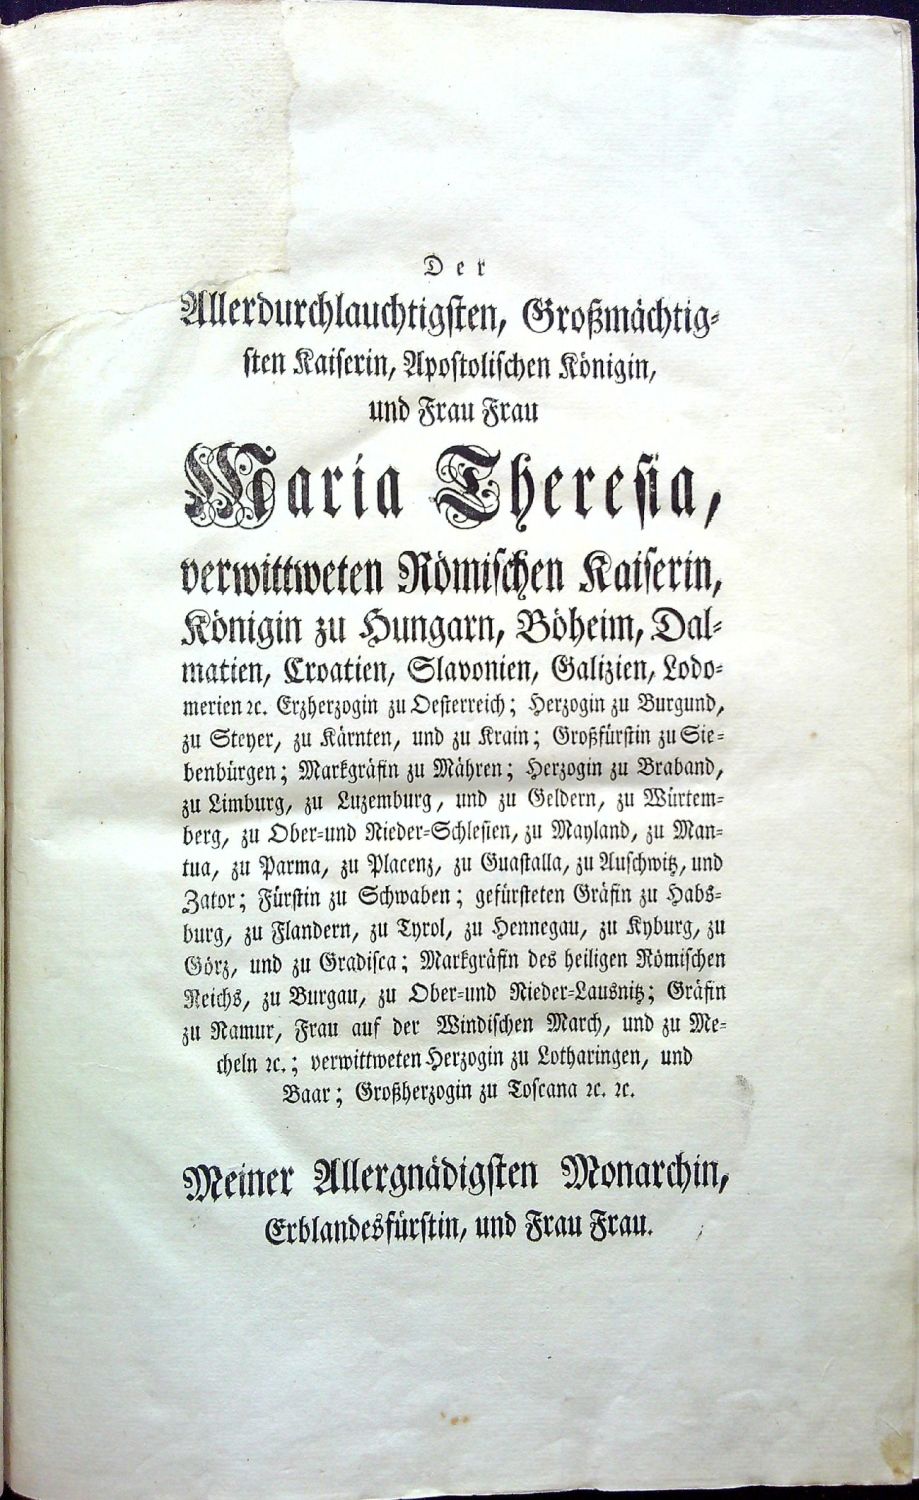 Der
Allerdurchlauchtigsten, Großmächtig-
sten Kaiserin, Apostolischen Königin,
und Frau Frau
Maria Theresia,
verwittweten Römischen Kaiserin,
Königin zu Hungarn, Böheim, Dal-
matien, Croatien, Slavonien, Galizien, Lodo-
merien ꝛc. Erzherzogin zu Oesterreich; Herzogin zu Burgund,
zu Steyer, zu Kärnten, und zu Krain; Großfürstin zu Sie-
benbürgen; Markgräfin zu Mähren; Herzogin zu Braband,
zu Limburg, zu Luzemburg, und zu Geldern, zu Würtem-
berg, zu Ober-und Nieder-Schlesien, zu Mayland, zu Man-
tua, zu Parma, zu Placenz, zu Guastalla, zu Auschwitz, und
Zator; Fürstin zu Schwaben; gefürsteten Gräfin zu Habs-
burg, zu Flandern, zu Tyrol, zu Hennegau, zu Kyburg, zu
Görz, und zu Gradisca; Markgräfin des heiligen Römischen
Reichs, zu Burgau, zu Ober-und Nieder-Lausnitz; Gräfin
zu Namur, Frau auf der Windischen March, und zu Me-
cheln ꝛc.; verwittweten Herzogin zu Lotharingen, und
Baar; Großherzogin zu Toscana ꝛc. ꝛc.
Meiner Allergnädigsten Monarchin,
Erblandesfürstin, und Frau Frau.